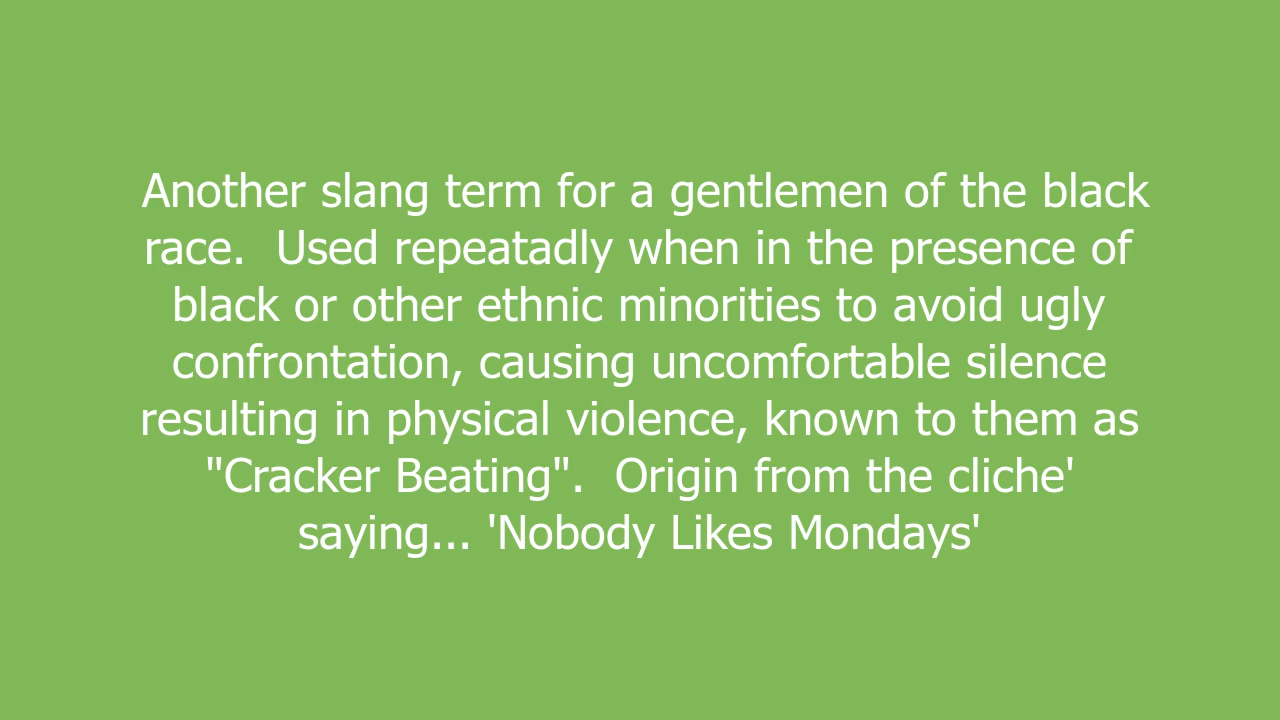 Another slang term for a gentlemen of the black
race.  Used repeatadly when in the presence of
black or other ethnic minorities to avoid ugly
confrontation, causing uncomfortable silence
resulting in physical violence, known to them as
"Cracker Beating".  Origin from the cliche'
saying... 'Nobody Likes Mondays'